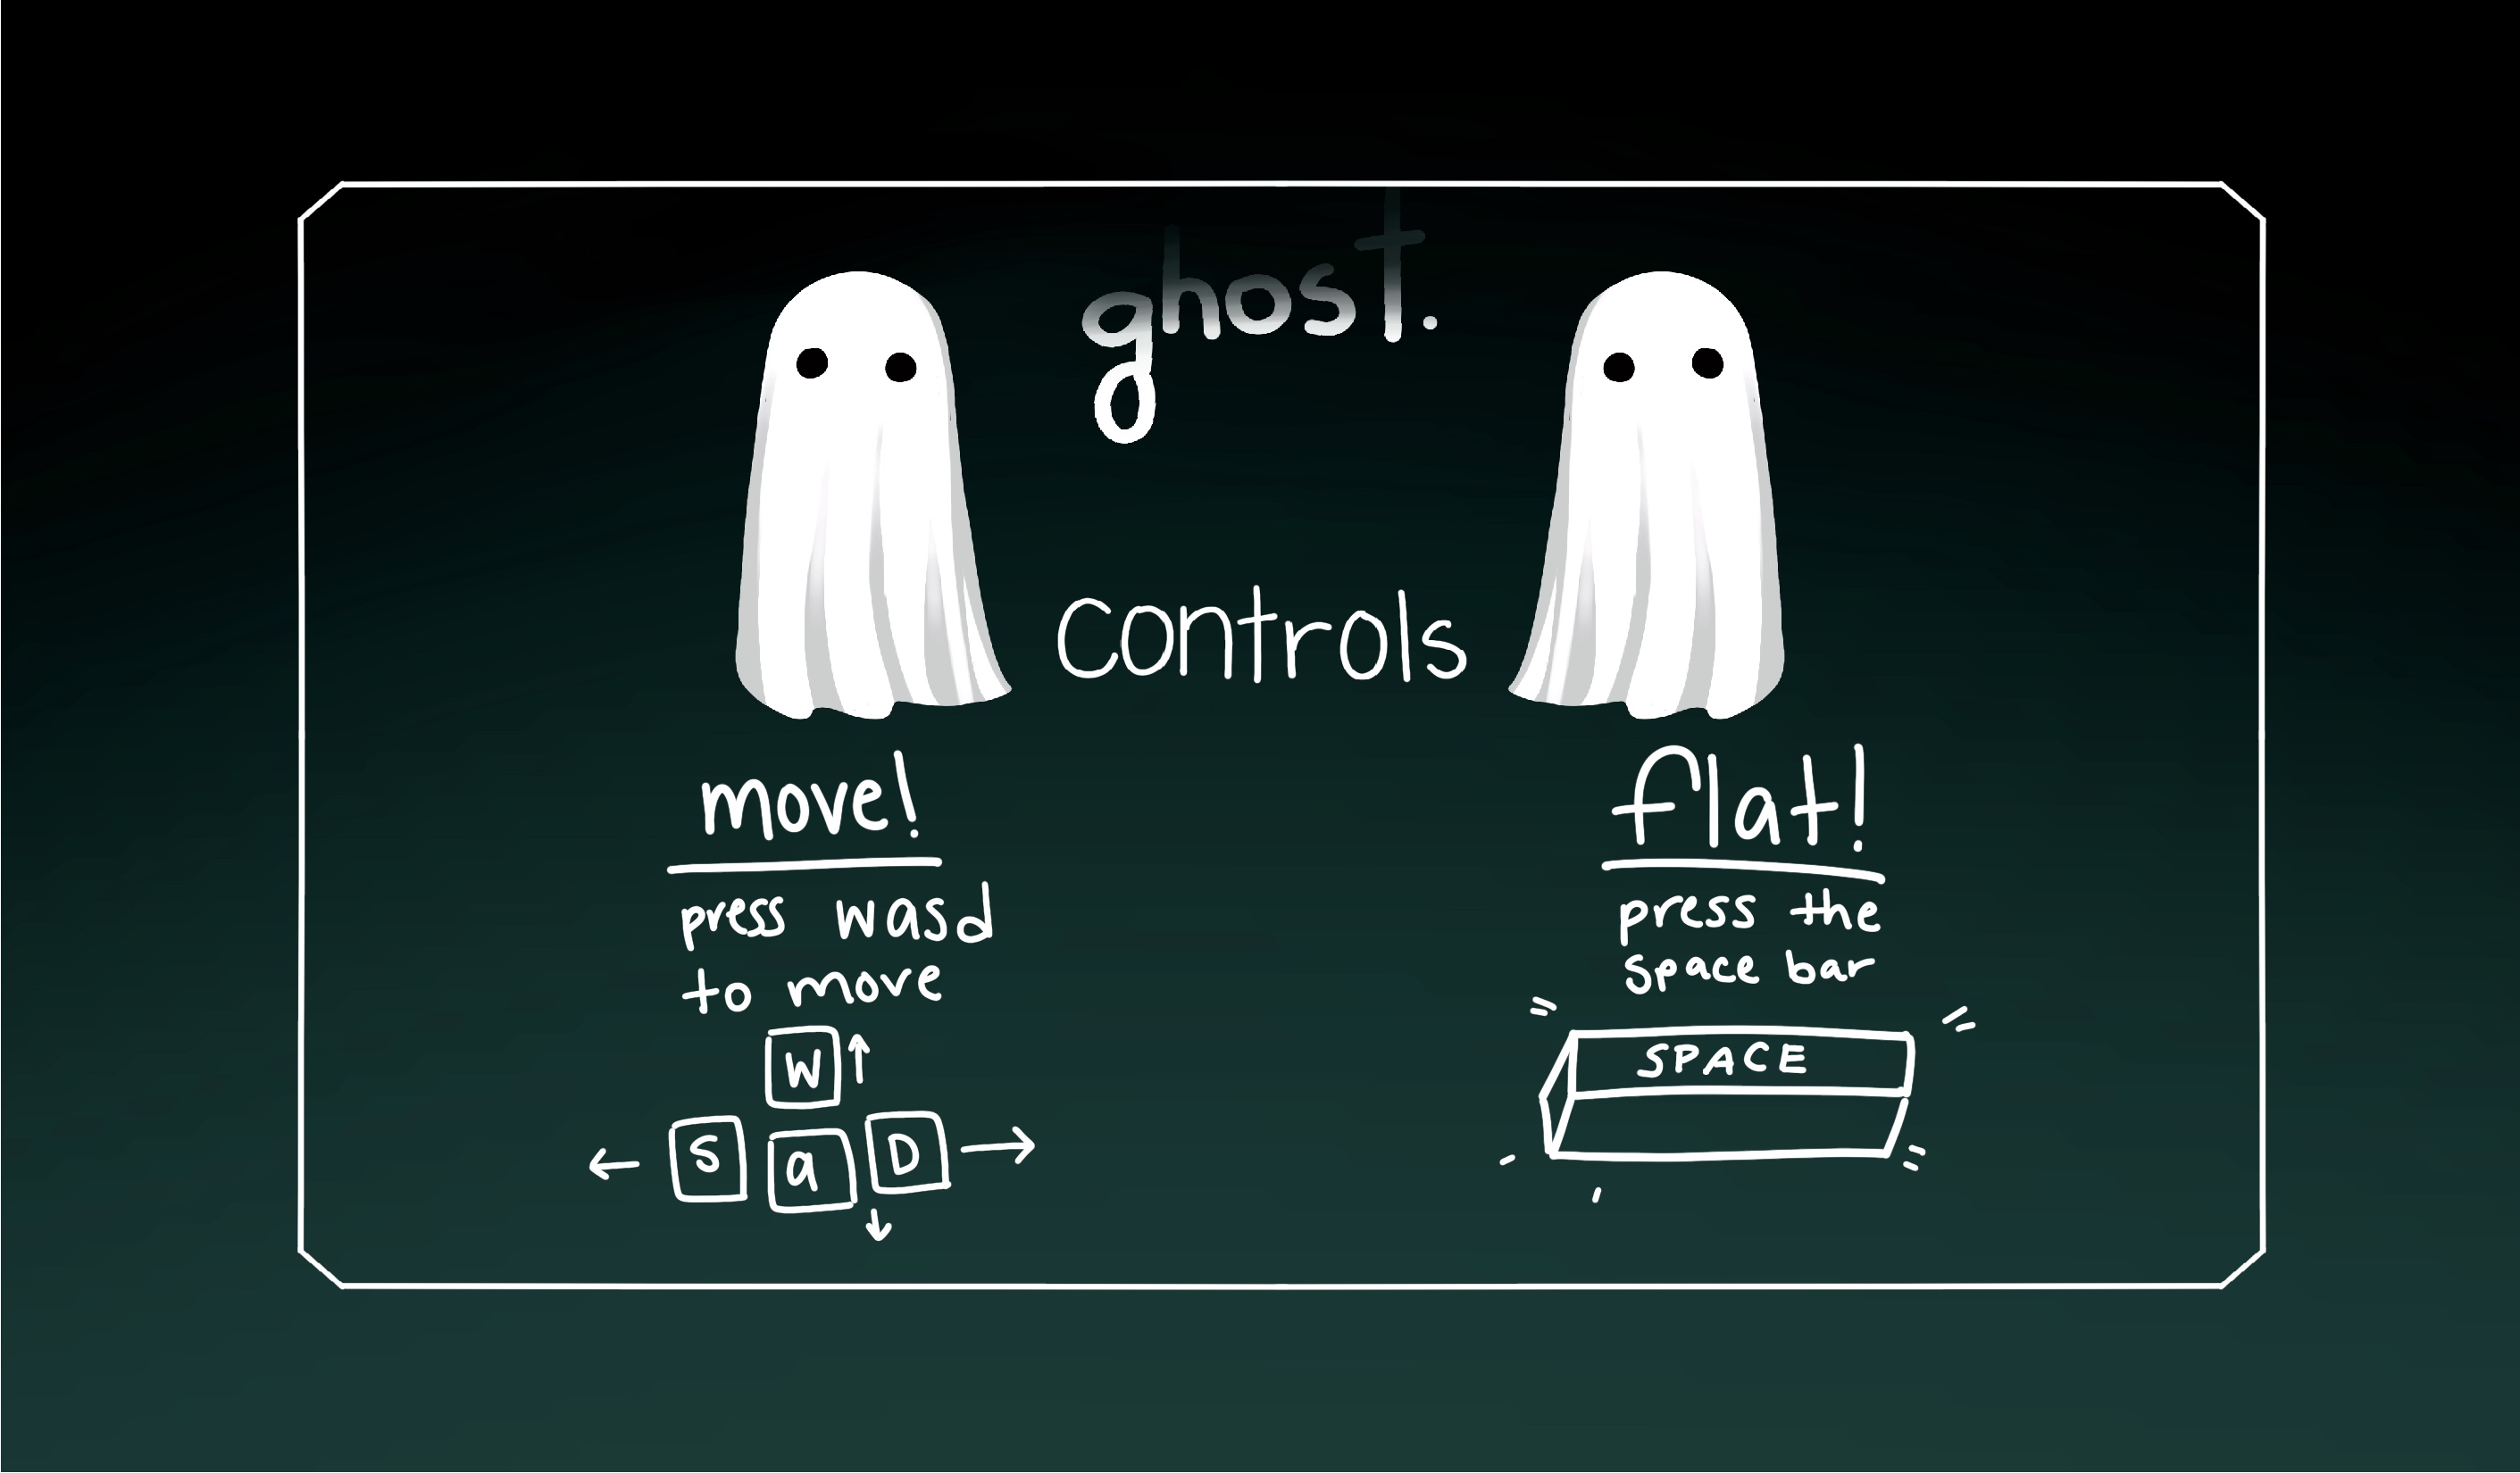 ghost.
controls
move!
press wasd
to move
W
S a D
flat!
press the
space bar
SPACE